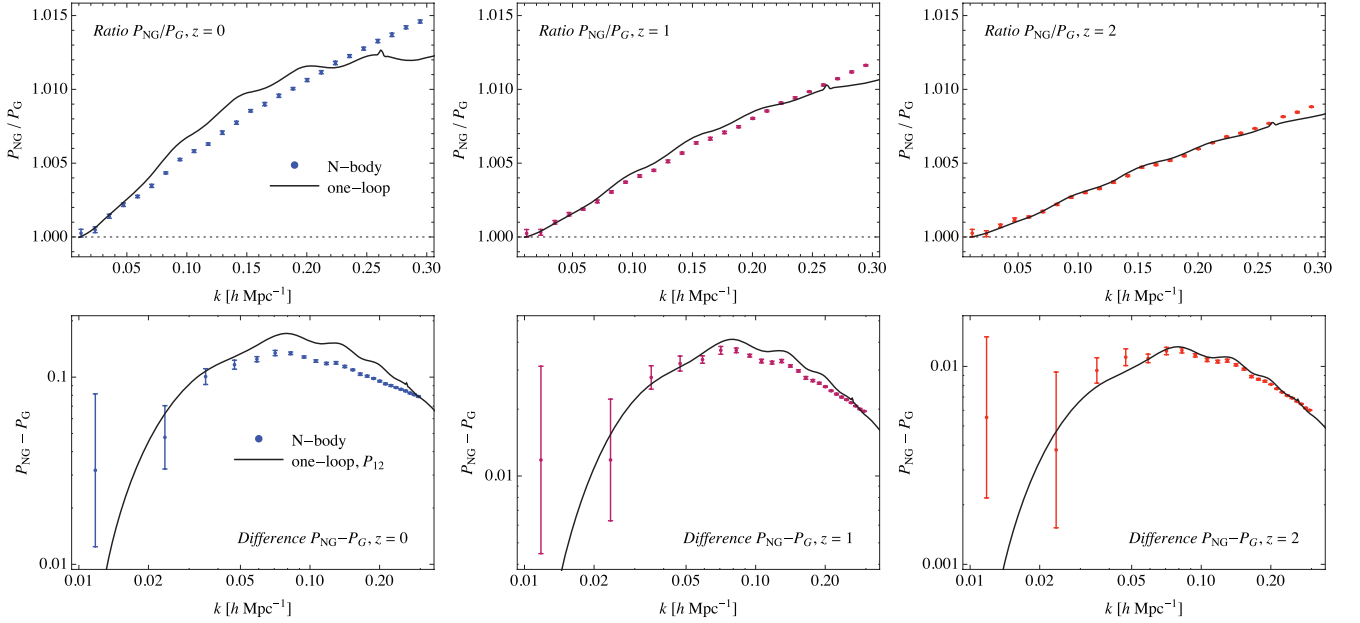 Ratio P_NG/P_G, z = 0
P_NG / P_G
1.015
1.010
1.005
1.000
N−body
one−loop
0.05 0.10 0.15 0.20 0.25 0.30
k [h Mpc⁻¹]
Ratio P_NG/P_G, z = 1
P_NG / P_G
1.015
1.010
1.005
1.000
0.05 0.10 0.15 0.20 0.25 0.30
k [h Mpc⁻¹]
Ratio P_NG/P_G, z = 2
P_NG / P_G
1.015
1.010
1.005
1.000
0.05 0.10 0.15 0.20 0.25 0.30
k [h Mpc⁻¹]
P_NG − P_G
0.1
0.01
N−body
one−loop, P₁₂
Difference P_NG−P_G, z = 0
0.01 0.02 0.05 0.10 0.20
k [h Mpc⁻¹]
P_NG − P_G
0.01
Difference P_NG−P_G, z = 1
0.01 0.02 0.05 0.10 0.20
k [h Mpc⁻¹]
P_NG − P_G
0.01
0.001
Difference P_NG−P_G, z = 2
0.01 0.02 0.05 0.10 0.20
k [h Mpc⁻¹]